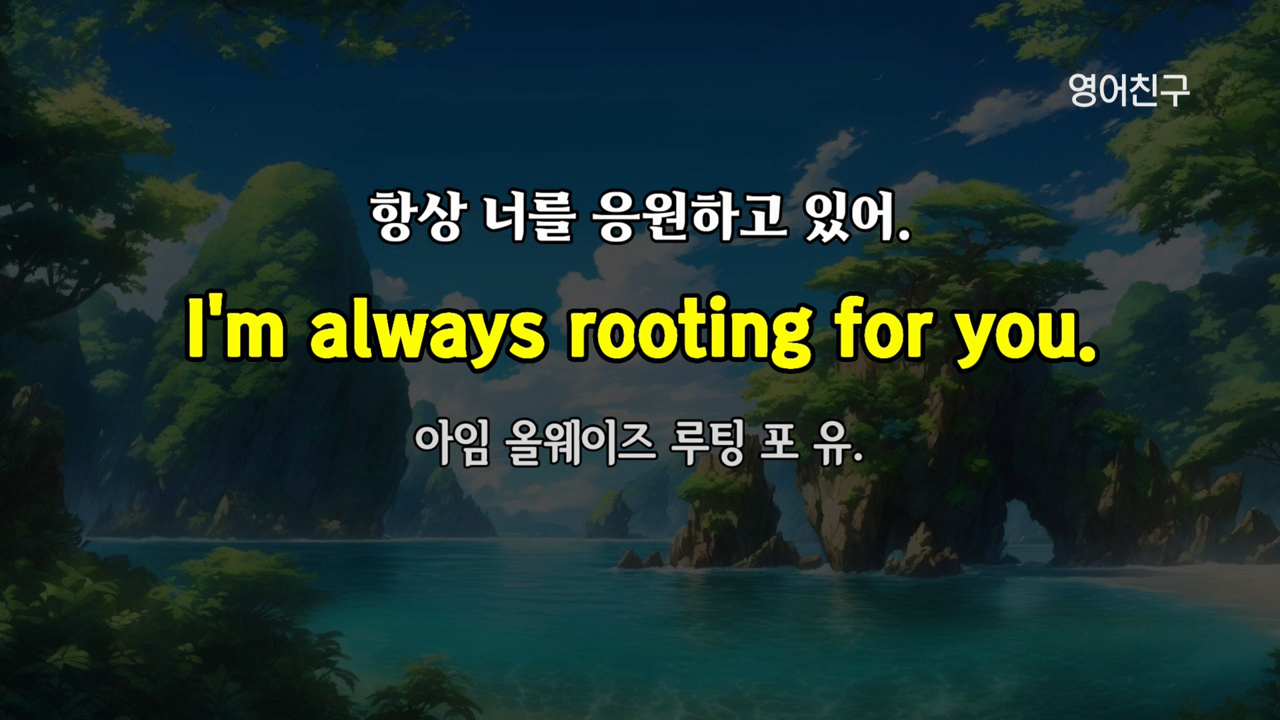 영어친구
항상 너를 응원하고 있어.
I'm always rooting for you.
아임 올웨이즈 루팅 포 유.